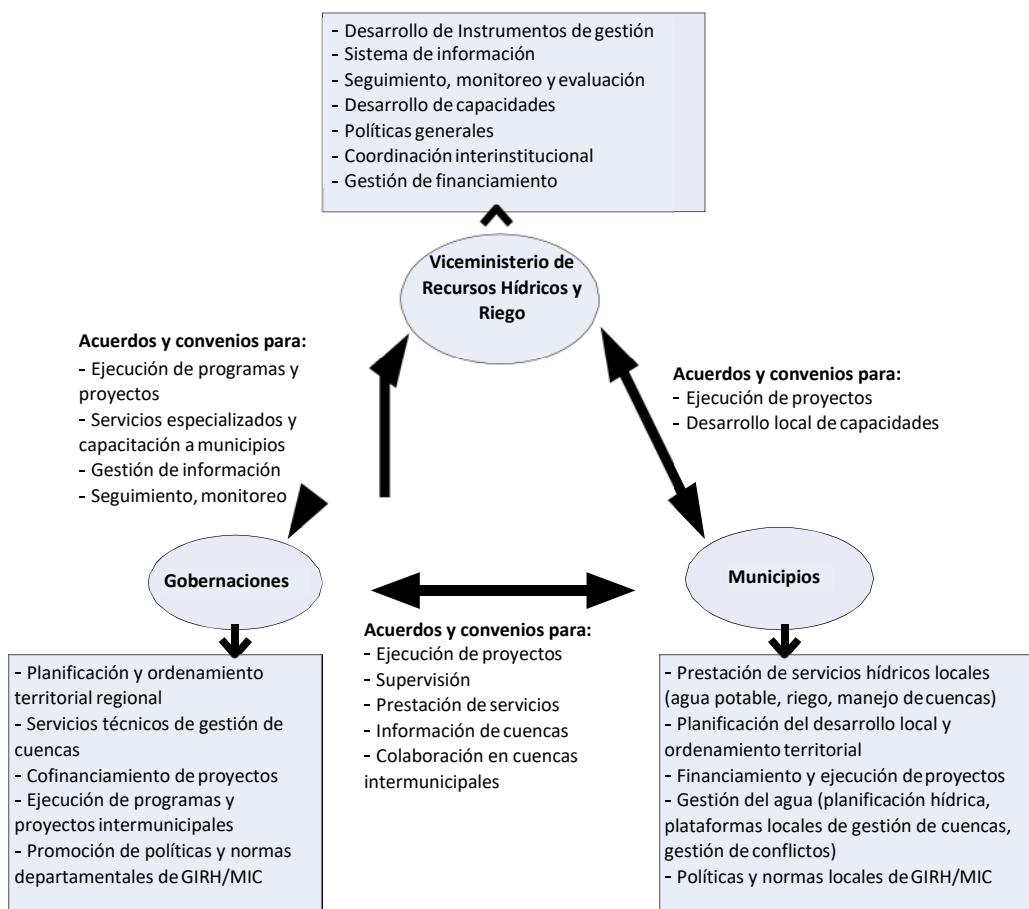 - Desarrollo de Instrumentos de gestión
- Sistema de información
- Seguimiento, monitoreo y evaluación
- Desarrollo de capacidades
- Políticas generales
- Coordinación interinstitucional
- Gestión de financiamiento
Viceministerio de
Recursos Hídricos y
Riego
Acuerdos y convenios para:
- Ejecución de programas y
proyectos
- Servicios especializados y
capacitación a municipios
- Gestión de información
- Seguimiento, monitoreo
Acuerdos y convenios para:
- Ejecución de proyectos
- Desarrollo local de capacidades
Gobernaciones
Municipios
Acuerdos y convenios para:
- Ejecución de proyectos
- Supervisión
- Prestación de servicios
- Información de cuencas
- Colaboración en cuencas
intermunicipales
- Planificación y ordenamiento
territorial regional
- Servicios técnicos de gestión de
cuencas
- Cofinanciamiento de proyectos
- Ejecución de programas y
proyectos intermunicipales
- Promoción de políticas y normas
departamentales de GIRH/MIC
- Prestación de servicios hídricos locales
(agua potable, riego, manejo de cuencas)
- Planificación del desarrollo local y
ordenamiento territorial
- Financiamiento y ejecución de proyectos
- Gestión del agua (planificación hídrica,
plataformas locales de gestión de cuencas,
gestión de conflictos)
- Políticas y normas locales de GIRH/MIC